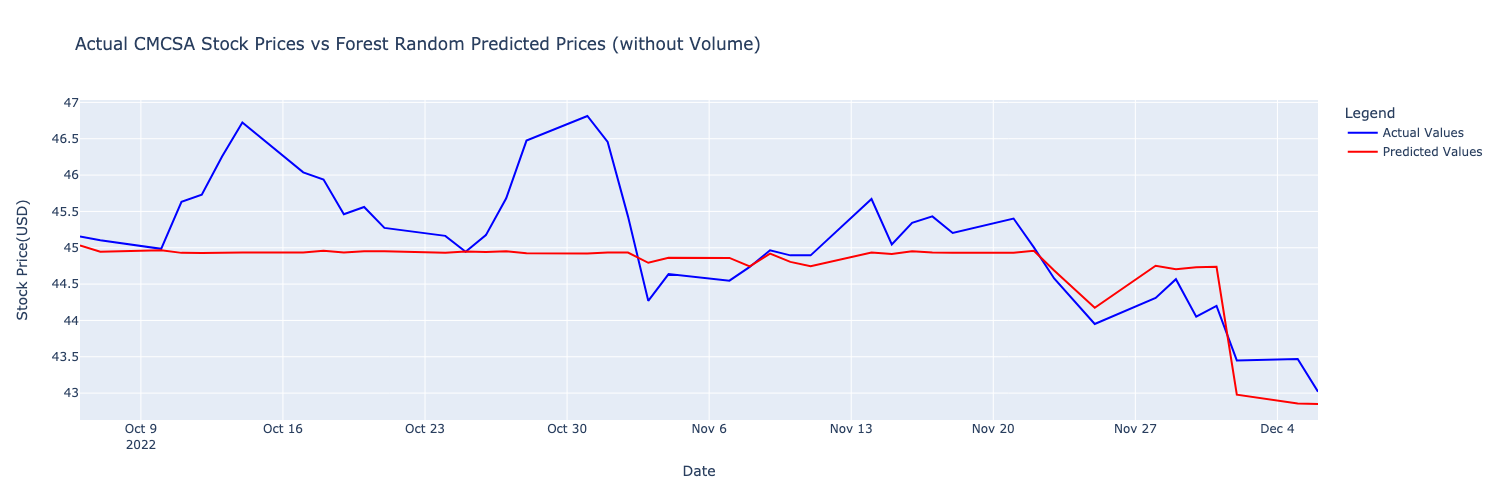 Actual CMCSA Stock Prices vs Forest Random Predicted Prices (without Volume)
Legend
Actual Values
Predicted Values
Stock Price(USD)
47
46.5
46
45.5
45
44.5
44
43.5
43
Oct 9
2022
Oct 16
Oct 23
Oct 30
Nov 6
Nov 13
Nov 20
Nov 27
Dec 4
Date